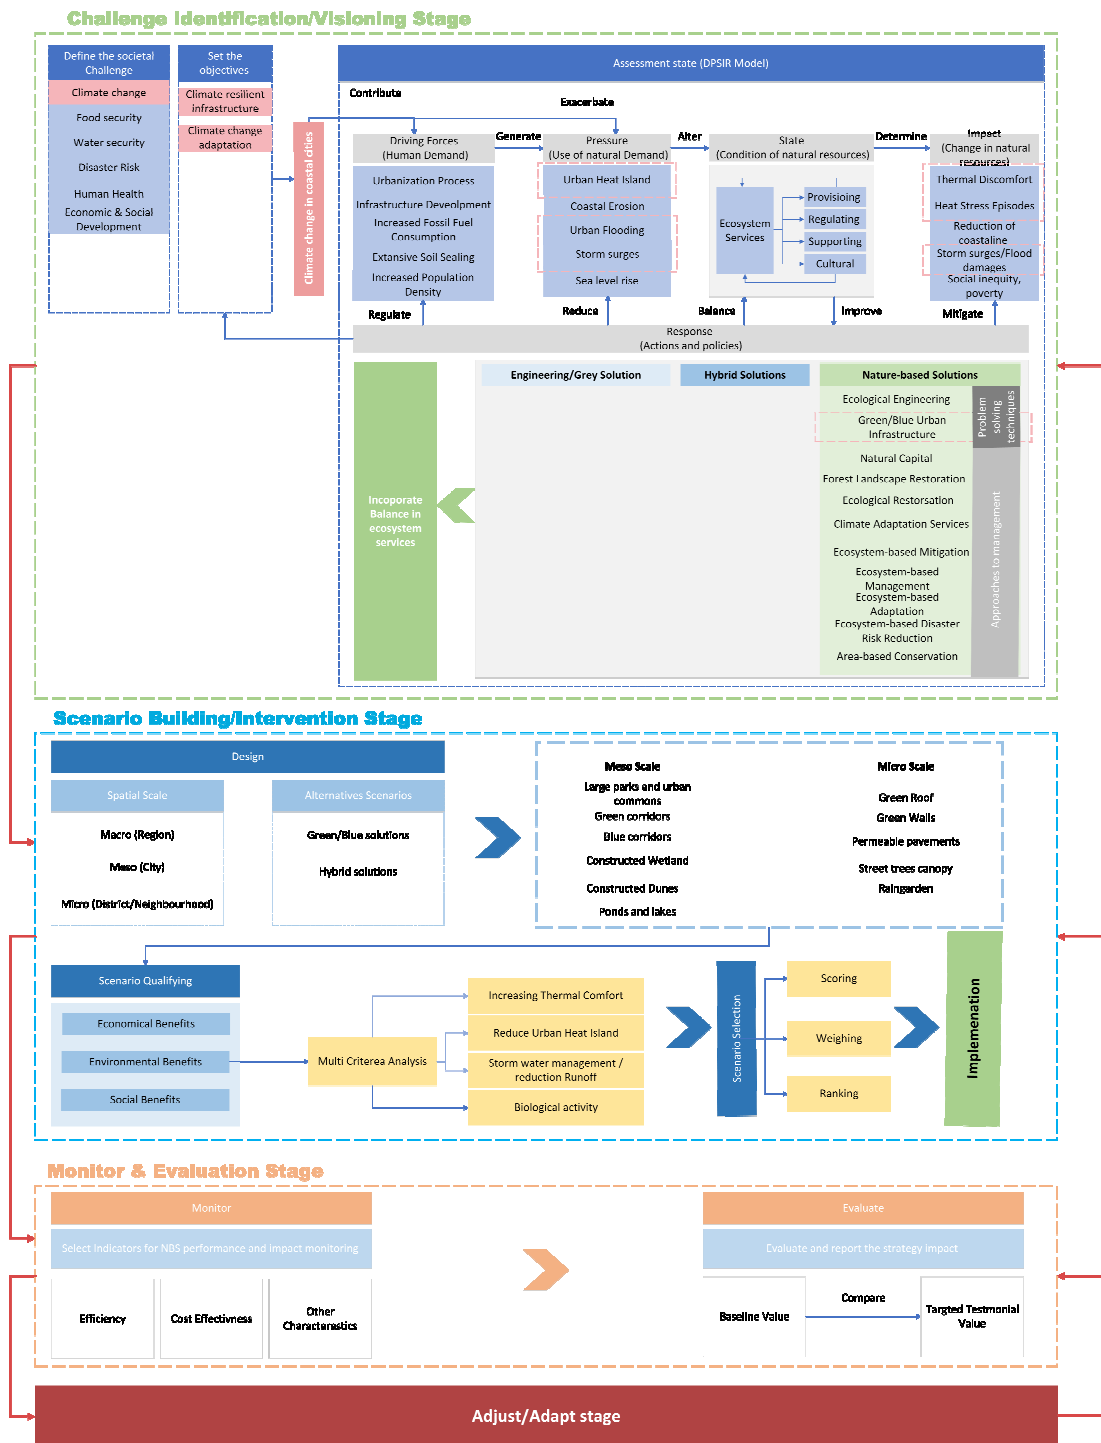 Challenge Identification/Visioning Stage
Define the societal
Challenge
Climate change
Food security
Water security
Disaster Risk
Human Health
Economic & Social
Development
Set the
objectives
Climate resilient
infrastructure
Climate change
adaptation
Climate change in coastal cities
Assessment state (DPSIR Model)
Contribute
Exacerbate
Generate
Alter
Determine
Driving Forces
(Human Demand)
Urbanization Process
Infrastructure Deveolpment
Increased Fossil Fuel
Consumption
Extansive Soil Sealing
Increased Population
Density
Pressure
(Use of natural Demand)
Urban Heat Island
Coastal Erosion
Urban Flooding
Storm surges
Sea level rise
State
(Condition of natural resources)
Ecosystem
Services
Provisioing
Regulating
Supporting
Cultural
Impact
(Change in natural
resources)
Thermal Discomfort
Heat Stress Episodes
Reduction of
coastaline
Storm surges/Flood
damages
Social inequity,
poverty
Regulate
Reduce
Balance
Improve
Mitigate
Response
(Actions and policies)
Incoporate
Balance in
ecosystem
services
Engineering/Grey Solution
Hybrid Solutions
Nature-based Solutions
Ecological Engineering
Green/Blue Urban
Infrastructure
Natural Capital
Forest Landscape Restoration
Ecological Restorsation
Climate Adaptation Services
Ecosystem-based Mitigation
Ecosystem-based
Management
Ecosystem-based
Adaptation
Ecosystem-based Disaster
Risk Reduction
Area-based Conservation
Problem
solving
techniques
Approaches to management
Scenario Building/Intervention Stage
Design
Spatial Scale
Macro (Region)
Meso (City)
Micro (District/Neighbourhood)
Alternatives Scenarios
Green/Blue solutions
Hybrid solutions
Meso Scale
Large parks and urban
commons
Green corridors
Blue corridors
Constructed Wetland
Constructed Dunes
Ponds and lakes
Micro Scale
Green Roof
Green Walls
Permeable pavements
Street trees canopy
Raingarden
Scenario Qualifying
Economical Benefits
Environmental Benefits
Social Benefits
Multi Criterea Analysis
Increasing Thermal Comfort
Reduce Urban Heat Island
Storm water management /
reduction Runoff
Biological activity
Scenario Selection
Scoring
Weighing
Ranking
Implemenation
Monitor & Evaluation Stage
Monitor
Select Indicators for NBS performance and impact monitoring
Efficiency
Cost Effectivness
Other
Characterestics
Evaluate
Evaluate and report the strategy impact
Baseline Value
Compare
Targted Testmonial
Value
Adjust/Adapt stage